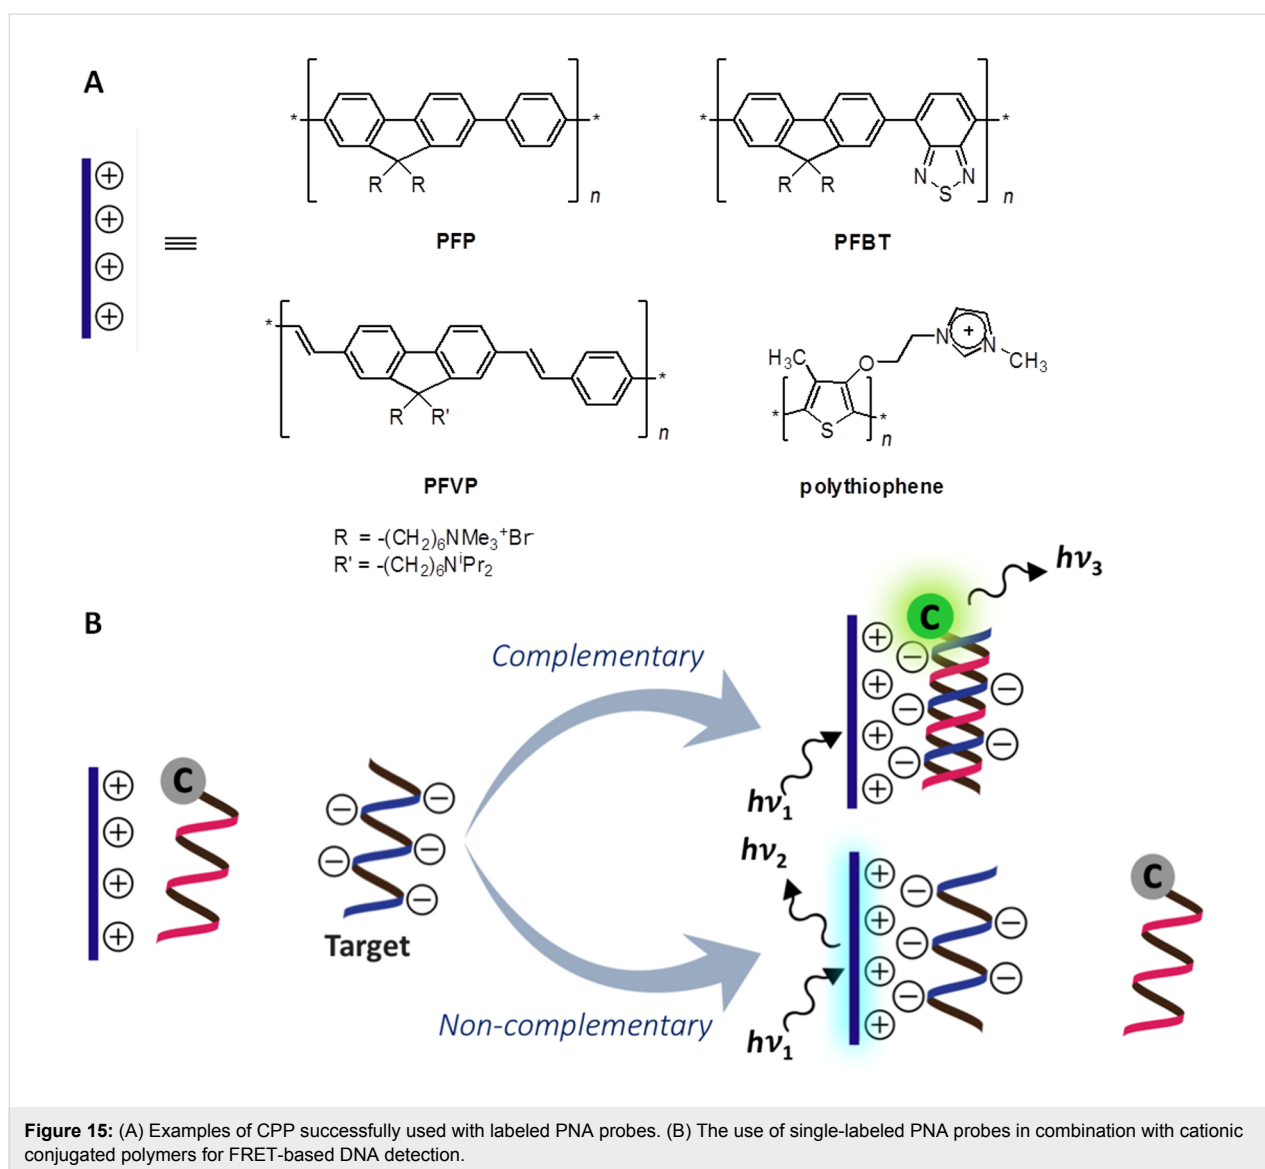 A
⊕
⊕
⊕
⊕
≡
*
*
R R
n
PFP
*
*
R R
N N
S
n
PFBT
*
*
R R'
n
PFVP
H₃C
O
N
+
N
CH₃
*
*
S
n
polythiophene
R = -(CH₂)₆NMe₃⁺Br⁻
R' = -(CH₂)₆NⁱPr₂
B
Complementary
C
hν₃
hν₁
C
Target
Non-complementary
hν₂
hν₁
C
Figure 15: (A) Examples of CPP successfully used with labeled PNA probes. (B) The use of single-labeled PNA probes in combination with cationic
conjugated polymers for FRET-based DNA detection.